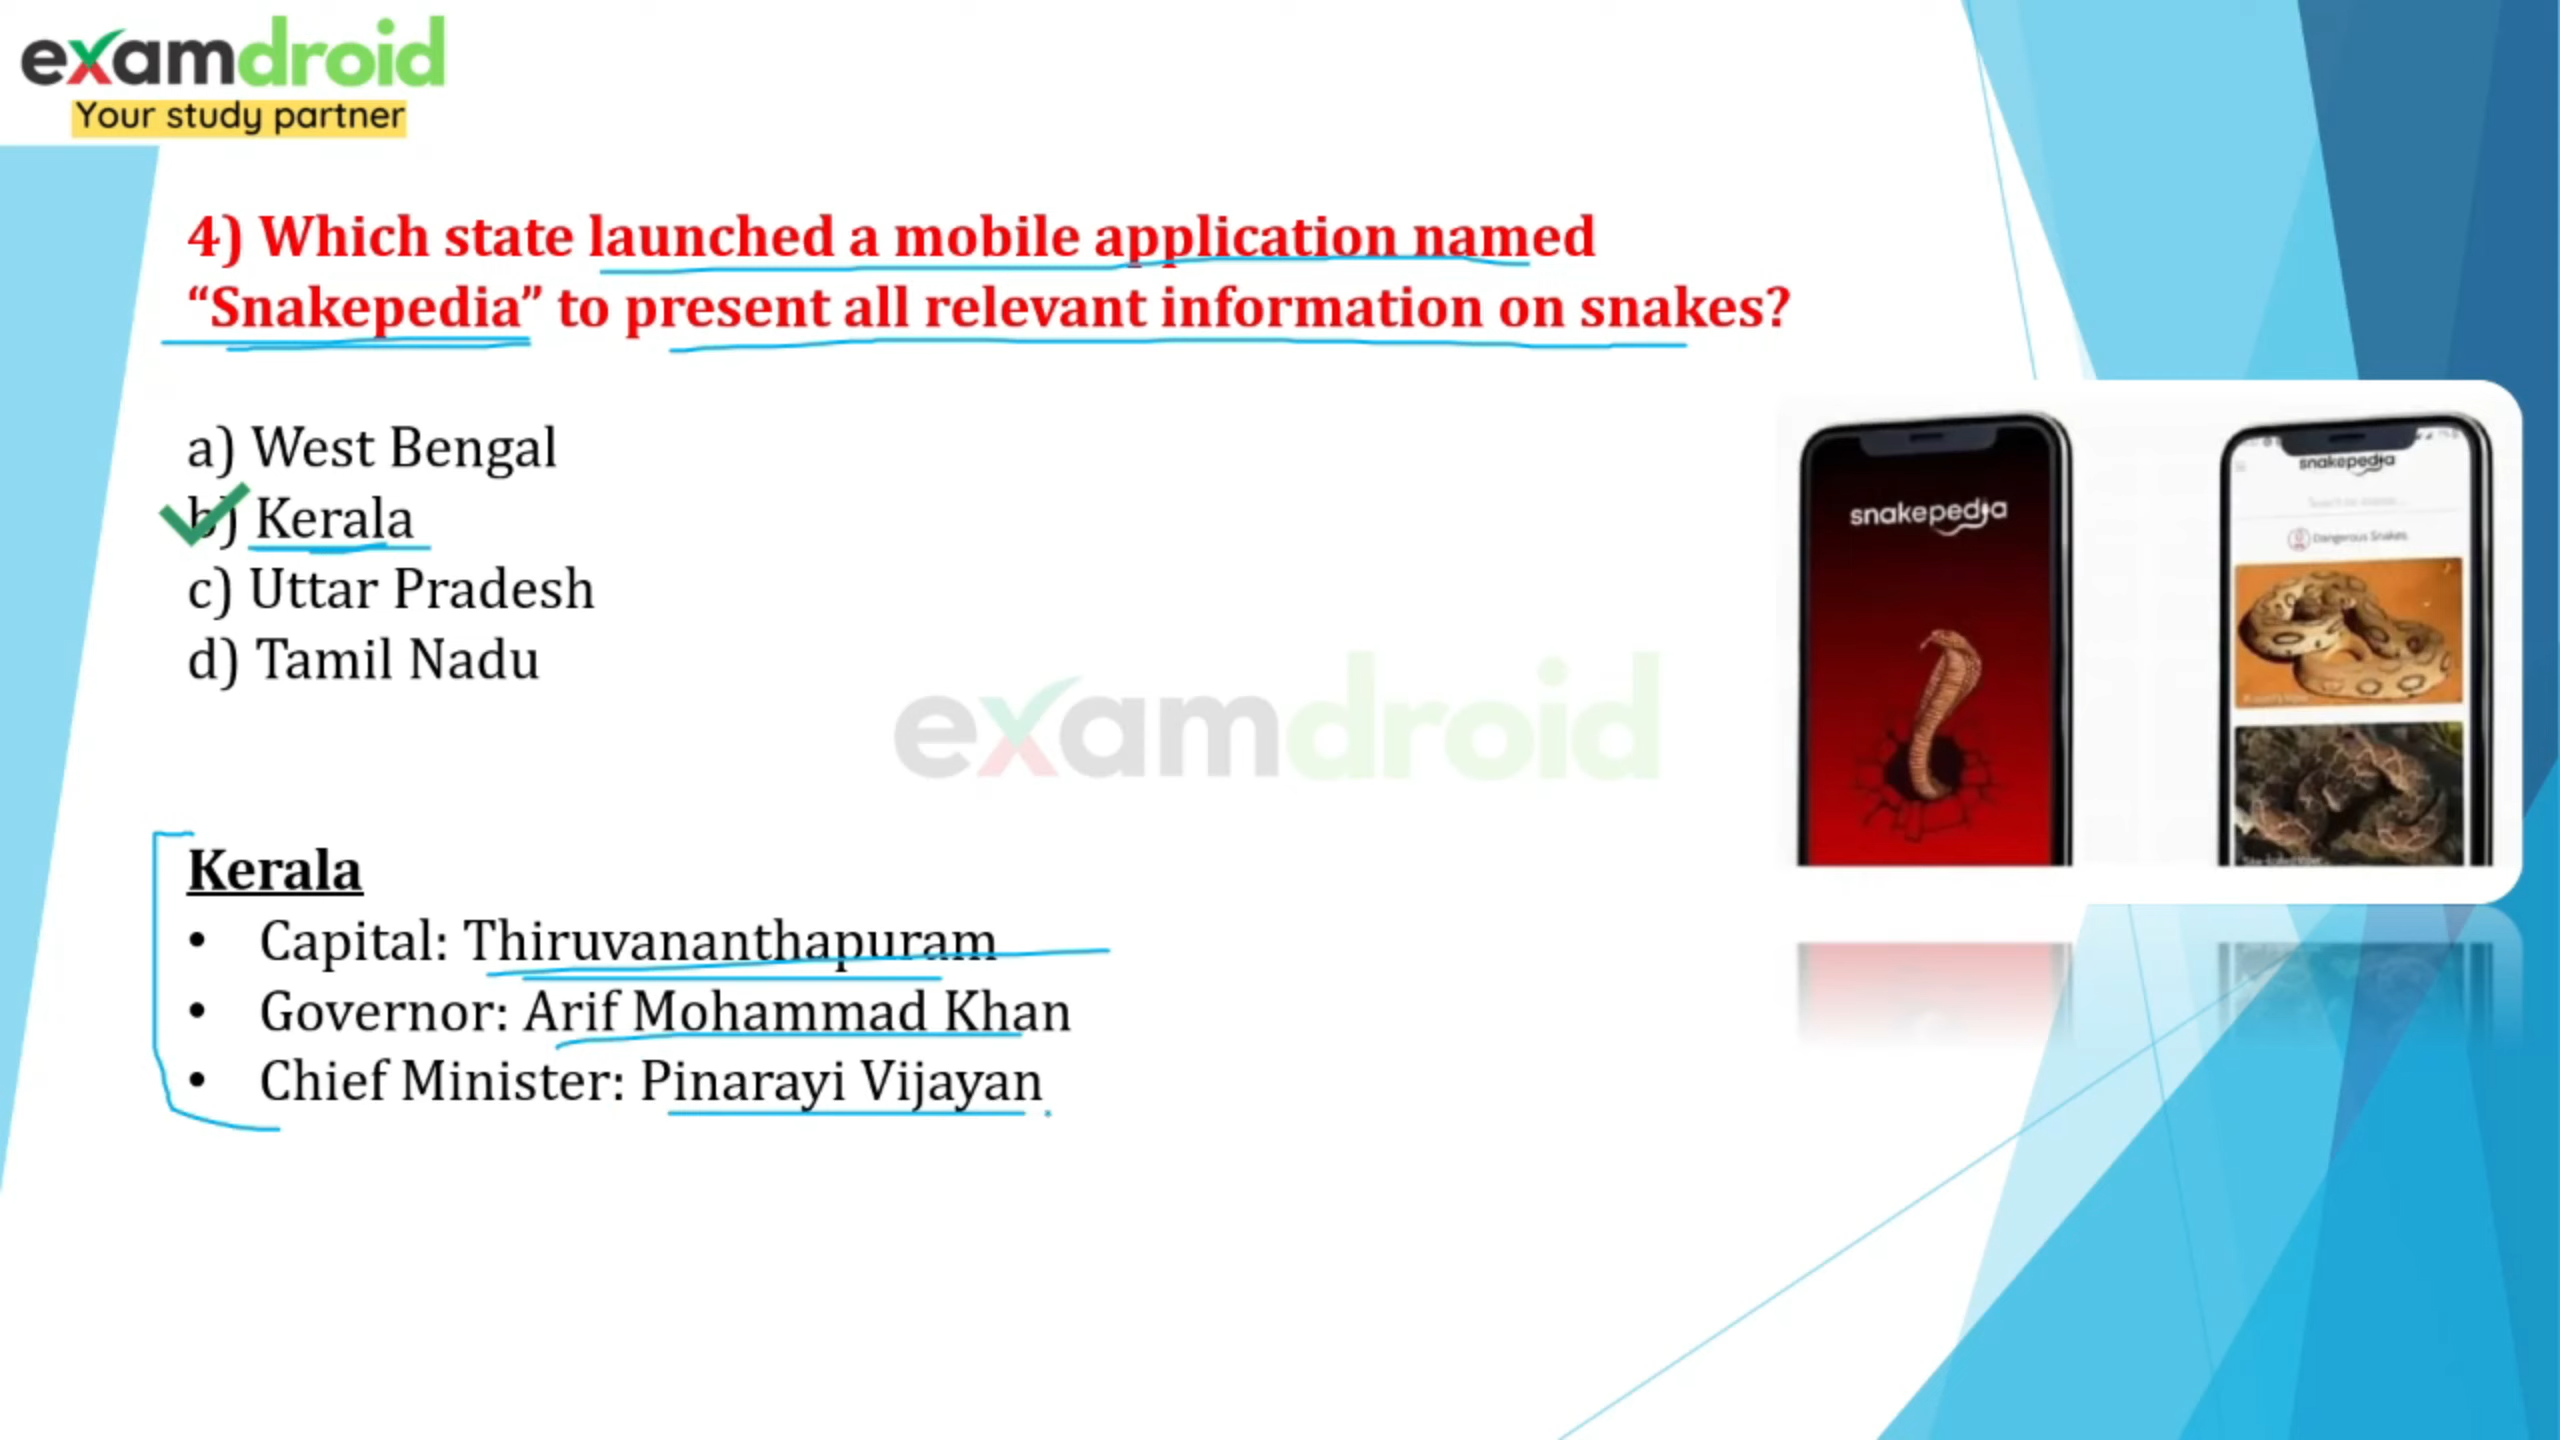 examdroid
Your study partner
4) Which state launched a mobile application named
“Snakepedia” to present all relevant information on snakes?
a) West Bengal
b) Kerala
c) Uttar Pradesh
d) Tamil Nadu
snakepedia
snakepedia
Dangerous Snakes
examdroid
Kerala
• Capital: Thiruvananthapuram
• Governor: Arif Mohammad Khan
• Chief Minister: Pinarayi Vijayan